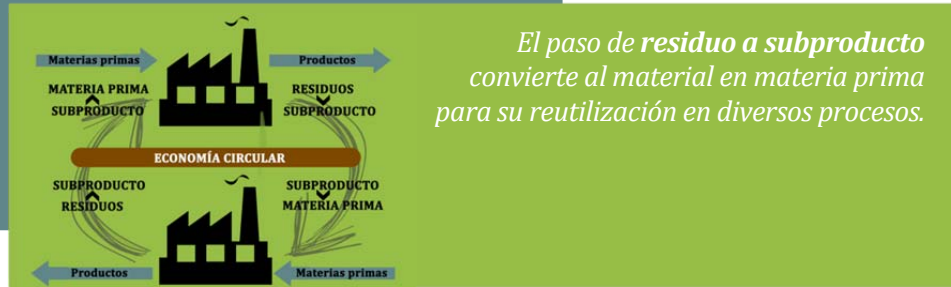 Materias primas
Productos
MATERIA PRIMA
SUBPRODUCTO
RESIDUOS
SUBPRODUCTO
ECONOMÍA CIRCULAR
SUBPRODUCTO
RESIDUOS
SUBPRODUCTO
MATERIA PRIMA
Productos
Materias primas
El paso de residuo a subproducto
convierte al material en materia prima
para su reutilización en diversos procesos.